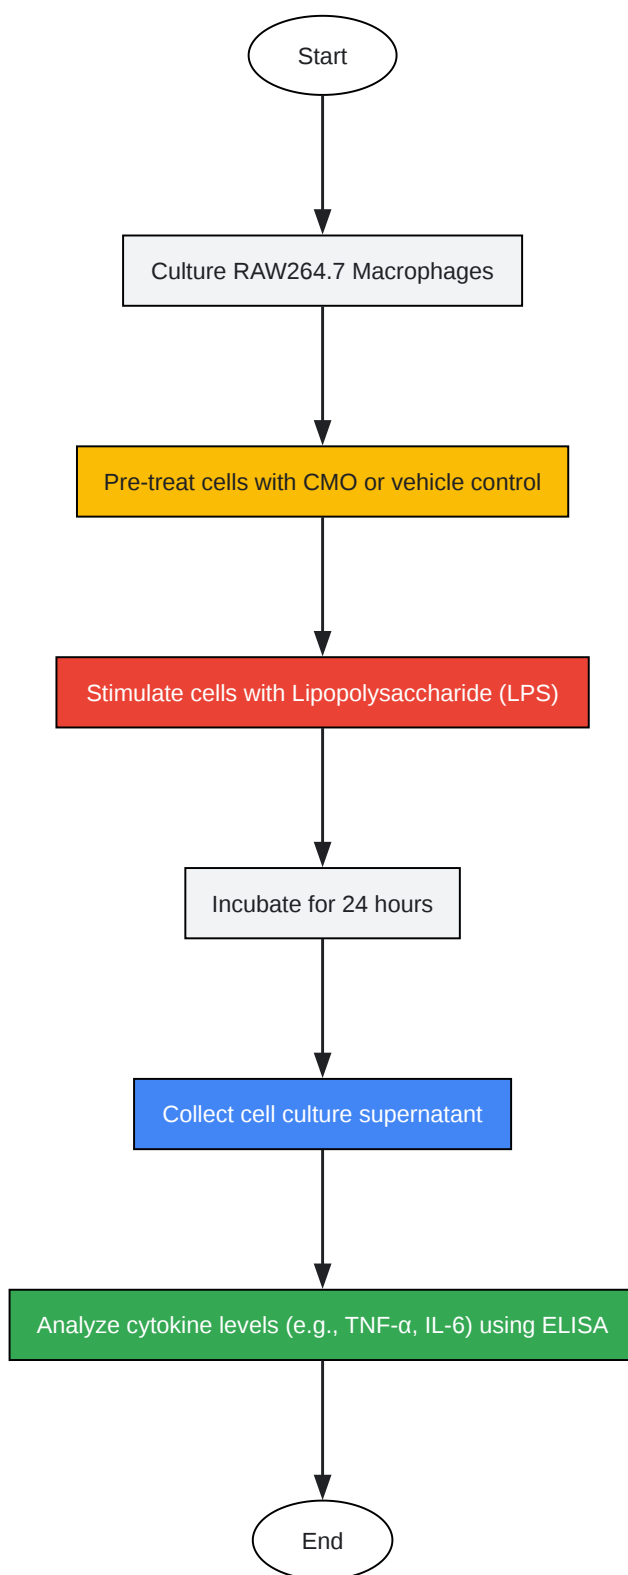 Start
Culture RAW264.7 Macrophages
Pre-treat cells with CMO or vehicle control
Stimulate cells with Lipopolysaccharide (LPS)
Incubate for 24 hours
Collect cell culture supernatant
Analyze cytokine levels (e.g., TNF-α, IL-6) using ELISA
End